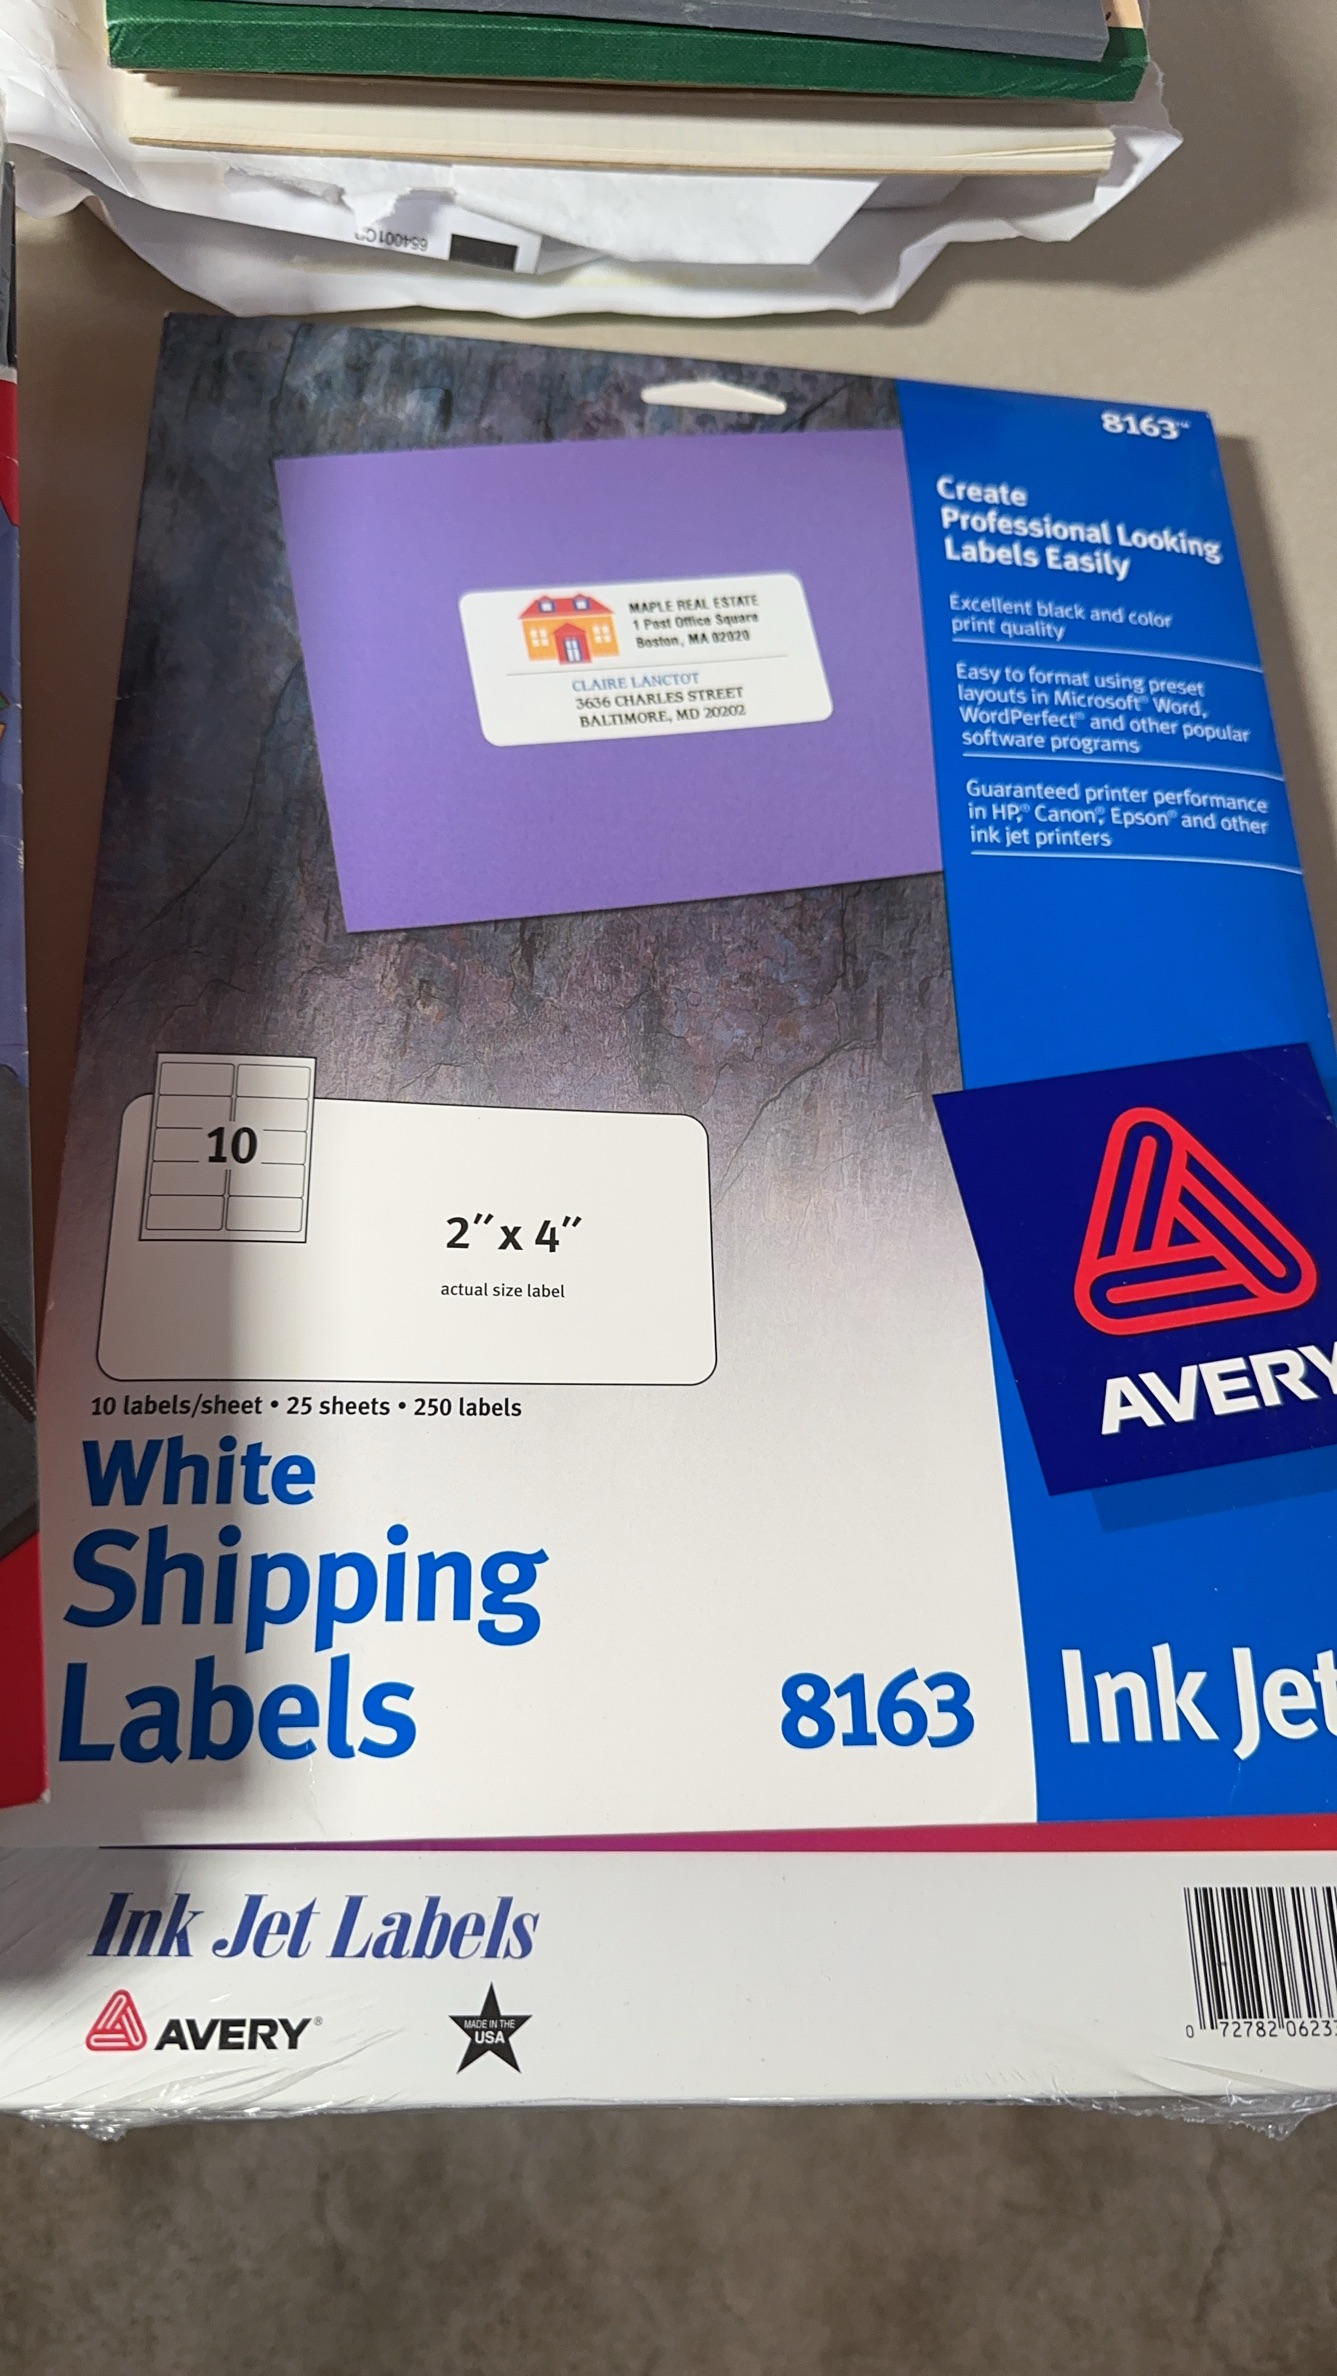 654001C
8163™
Create
Professional Looking
Labels Easily
Excellent black and color
print quality
Easy to format using preset
layouts in Microsoft® Word,
WordPerfect® and other popular
software programs
Guaranteed printer performance
in HP,® Canon®, Epson® and other
ink jet printers
MAPLE REAL ESTATE
1 Post Office Square
Boston, MA 02020
CLAIRE LANCTOT
3636 CHARLES STREET
BALTIMORE, MD 20202
10
2" x 4"
actual size label
10 labels/sheet • 25 sheets • 250 labels
AVERY
White
Shipping
Labels
8163
Ink Jet
Ink Jet Labels
AVERY®
MADE IN THE
USA
0 72782 0623